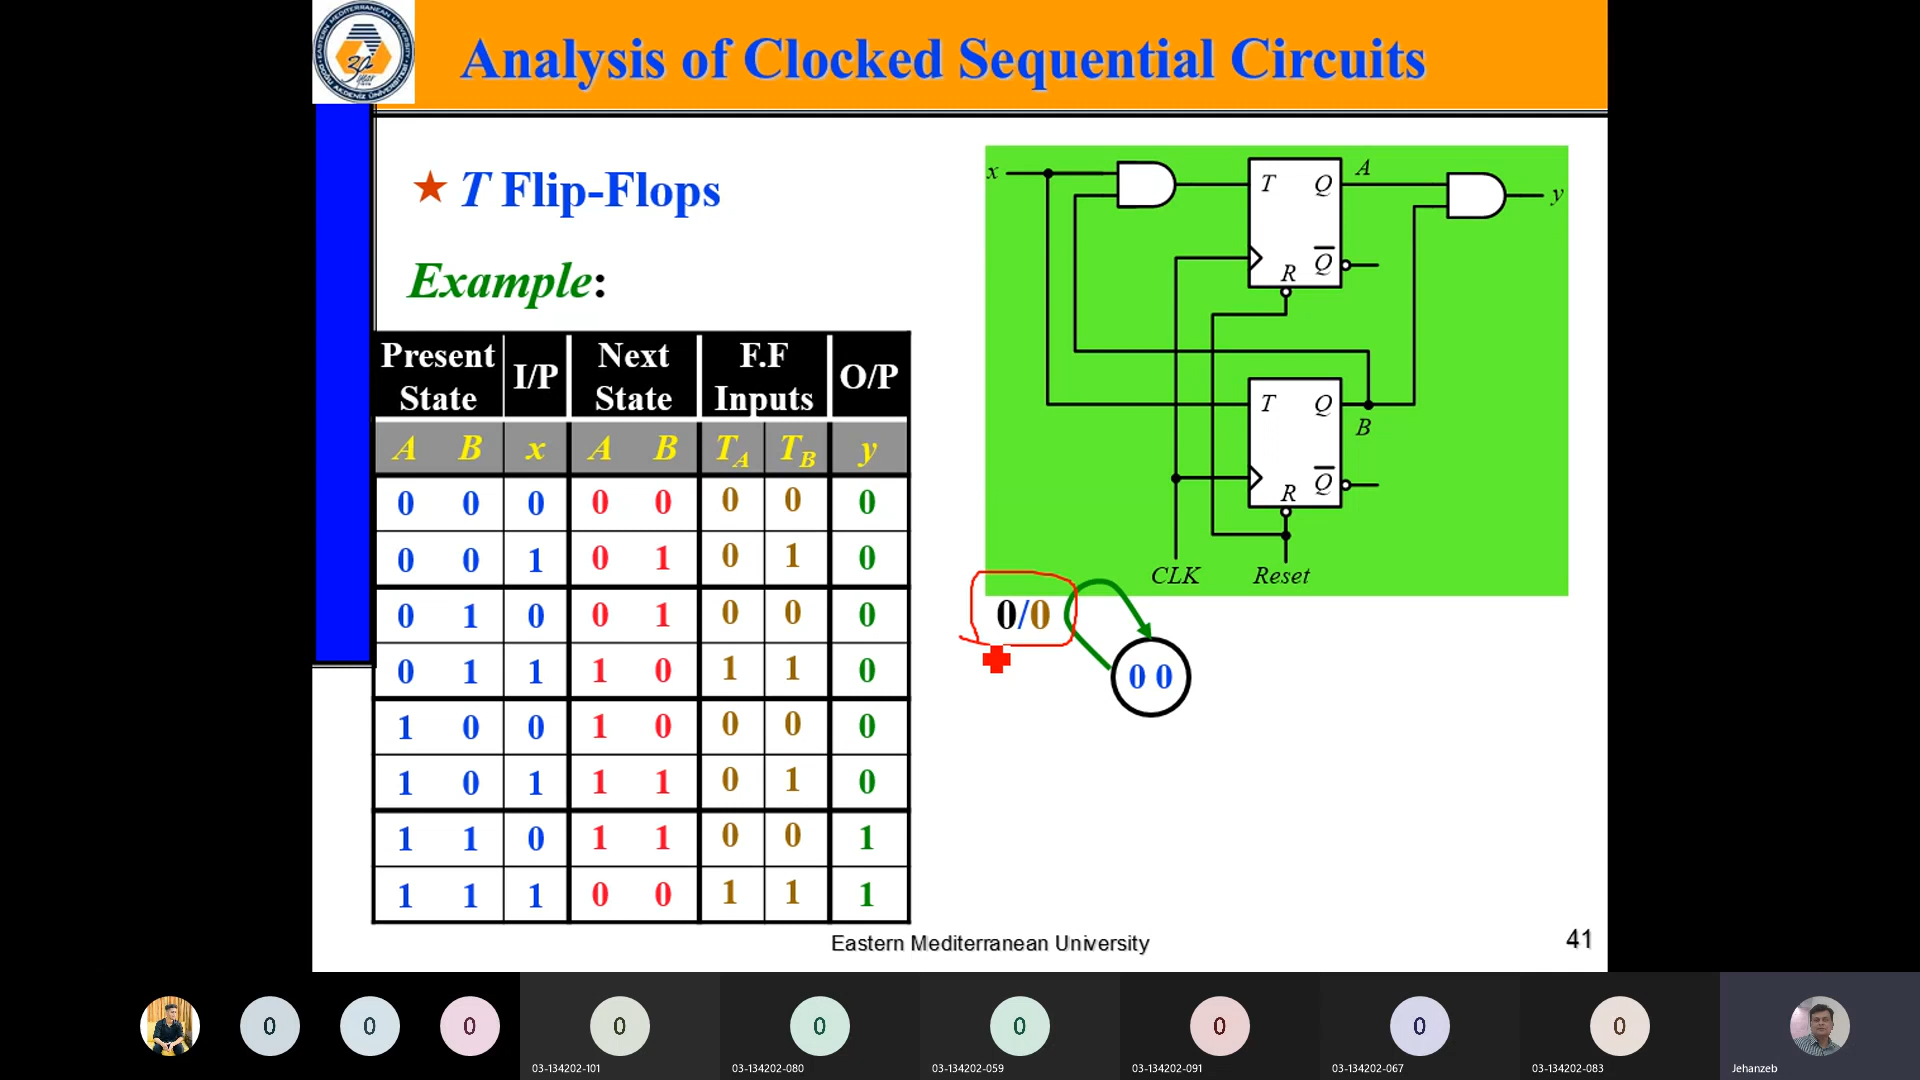 Analysis of Clocked Sequential Circuits
★ T Flip-Flops
Example:
Present State I/P Next State F.F Inputs O/P
A B x A B TA TB y
0 0 0 0 0 0 0 0
0 0 1 0 1 0 1 0
0 1 0 0 1 0 0 0
0 1 1 1 0 1 1 0
1 0 0 1 0 0 0 0
1 0 1 1 1 0 1 0
1 1 0 1 1 0 0 1
1 1 1 0 0 1 1 1
x
T Q A
y
R Q
T Q
B
R Q
CLK Reset
0/0
0 0
Eastern Mediterranean University
41
0 0 0 0 0 0 0 0 0
03-134202-101 03-134202-080 03-134202-059 03-134202-091 03-134202-067 03-134202-083 Jehanzeb